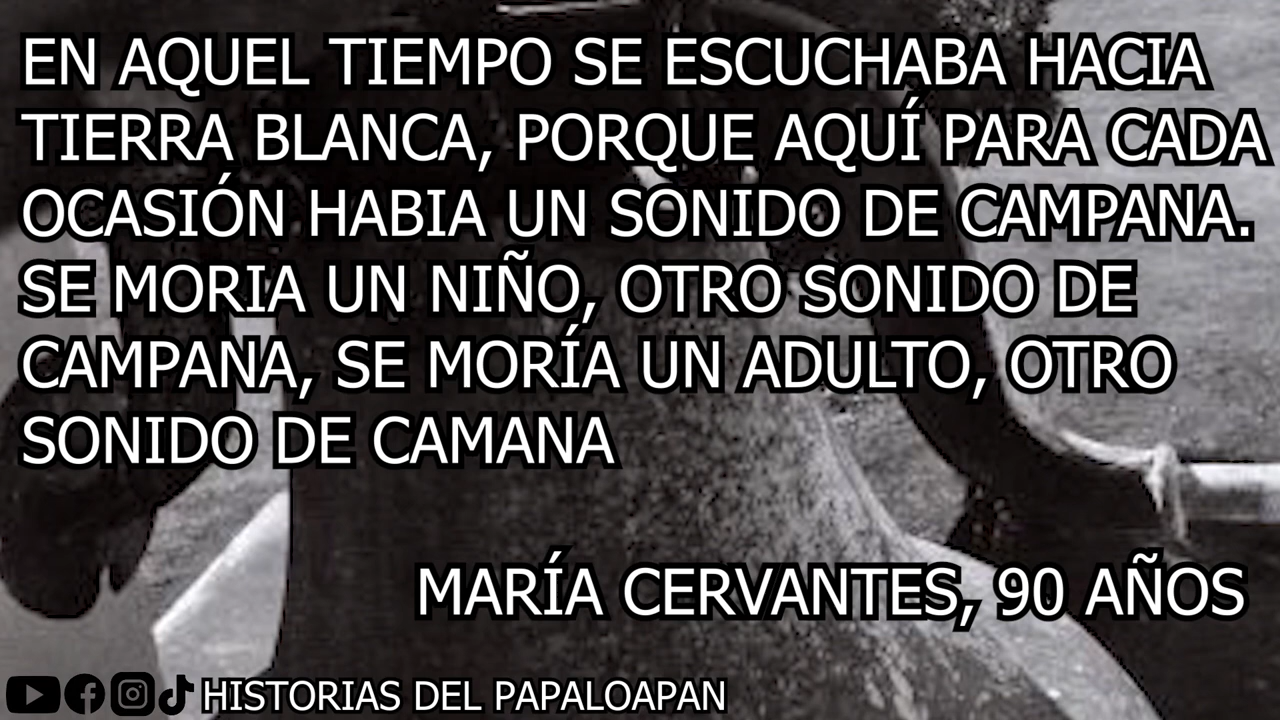 EN AQUEL TIEMPO SE ESCUCHABA HACIA
TIERRA BLANCA, PORQUE AQUÍ PARA CADA
OCASIÓN HABIA UN SONIDO DE CAMPANA.
SE MORIA UN NIÑO, OTRO SONIDO DE
CAMPANA, SE MORÍA UN ADULTO, OTRO
SONIDO DE CAMANA
MARÍA CERVANTES, 90 AÑOS
HISTORIAS DEL PAPALOAPAN